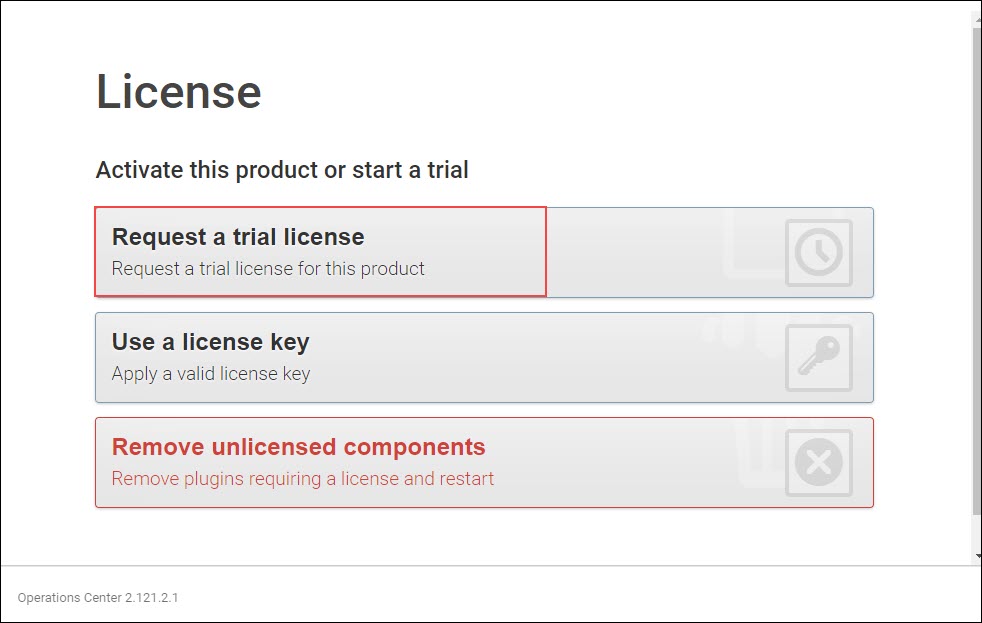 License
Activate this product or start a trial
Request a trial license
Request a trial license for this product
Use a license key
Apply a valid license key
Remove unlicensed components
Remove plugins requiring a license and restart
Operations Center 2.121.2.1